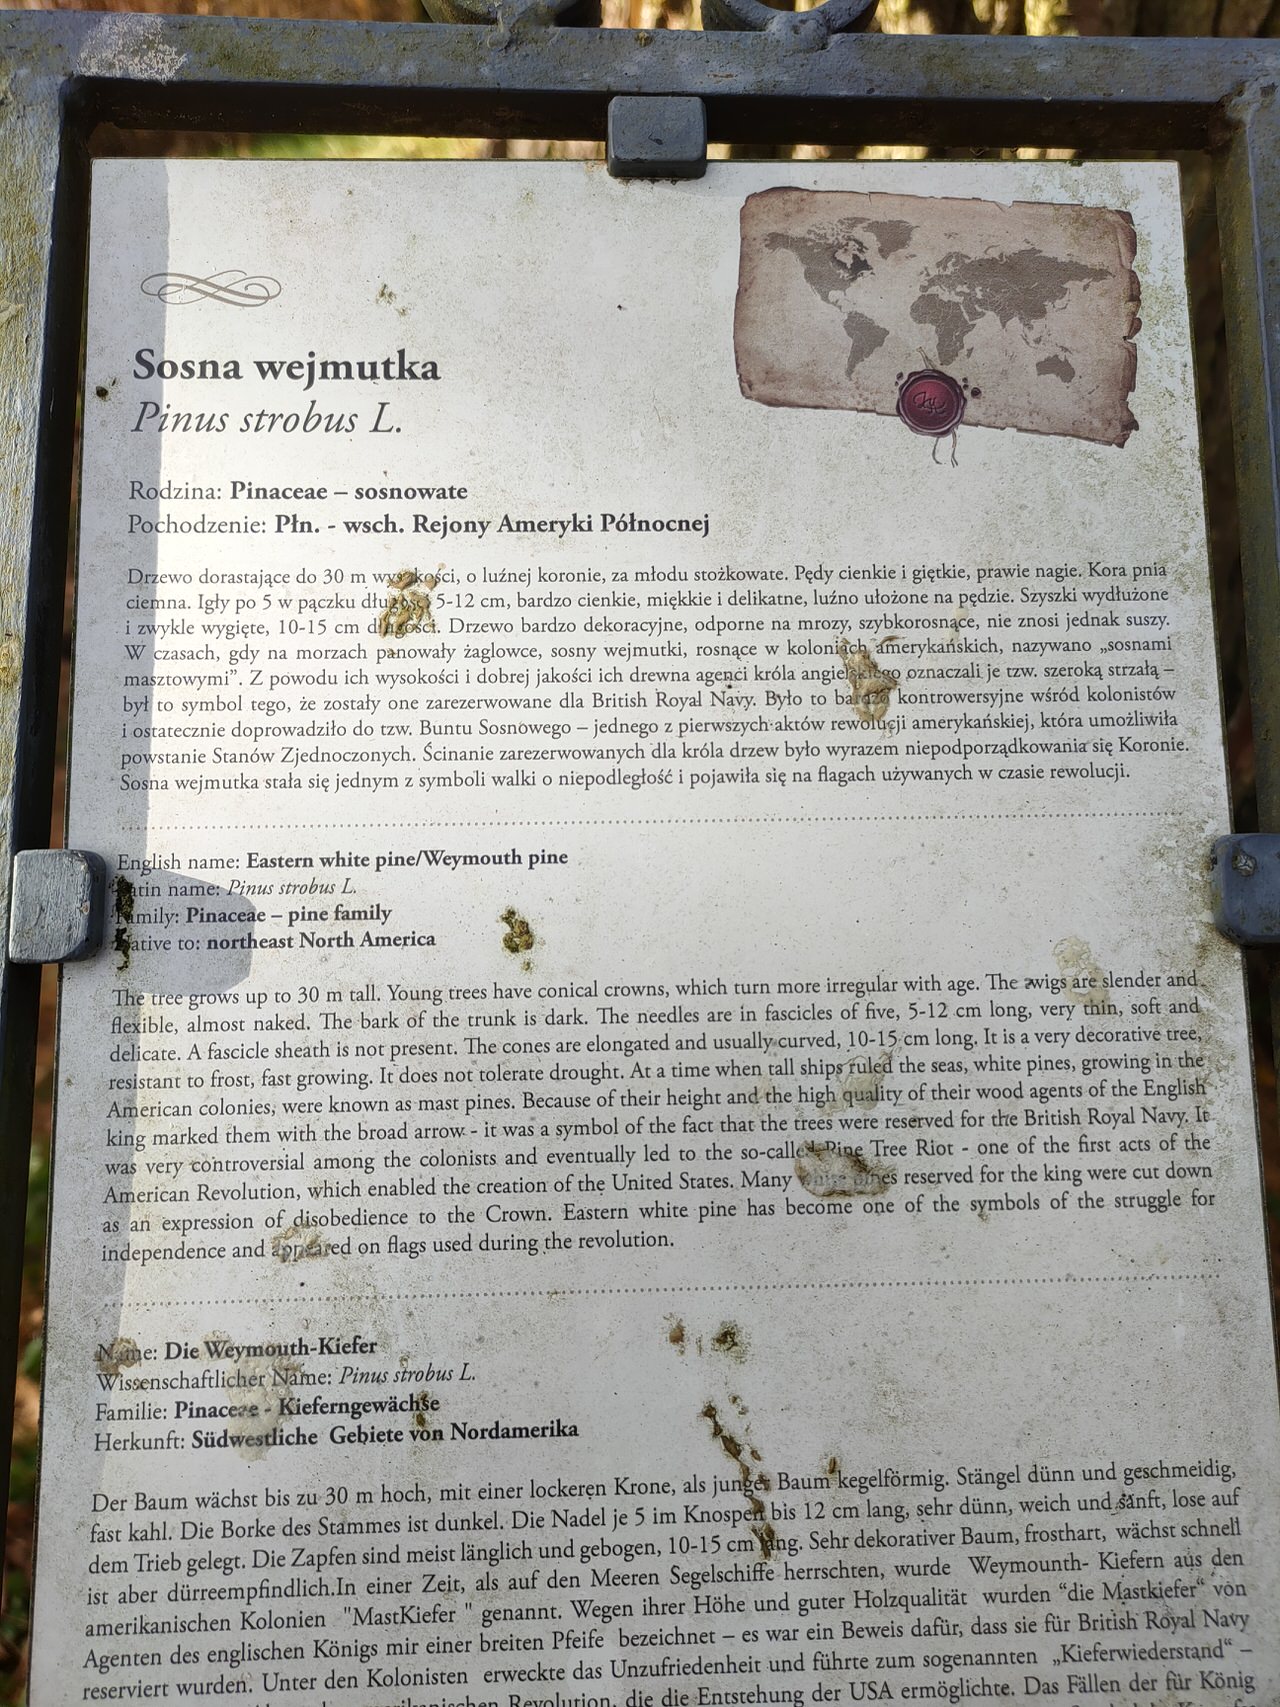 Sosna wejmutka
Pinus strobus L.
Rodzina: Pinaceae – sosnowate
Pochodzenie: Płn. - wsch. Rejony Ameryki Północnej
Drzewo dorastające do 30 m wysokości, o luźnej koronie, za młodu stożkowate. Pędy cienkie i giętkie, prawie nagie. Kora pnia
ciemna. Igły po 5 w pączku długości 5-12 cm, bardzo cienkie, miękkie i delikatne, luźno ułożone na pędzie. Szyszki wydłużone
i zwykle wygięte, 10-15 cm długości. Drzewo bardzo dekoracyjne, odporne na mrozy, szybkorosnące, nie znosi jednak suszy.
W czasach, gdy na morzach panowały żaglowce, sosny wejmutki, rosnące w koloniach amerykańskich, nazywano „sosnami
masztowymi”. Z powodu ich wysokości i dobrej jakości ich drewna agenci króla angielskiego oznaczali je tzw. szeroką strzałą –
był to symbol tego, że zostały one zarezerwowane dla British Royal Navy. Było to bardzo kontrowersyjne wśród kolonistów
i ostatecznie doprowadziło do tzw. Buntu Sosnowego – jednego z pierwszych aktów rewolucji amerykańskiej, która umożliwiła
powstanie Stanów Zjednoczonych. Ścinanie zarezerwowanych dla króla drzew było wyrazem niepodporządkowania się Koronie.
Sosna wejmutka stała się jednym z symboli walki o niepodległość i pojawiła się na flagach używanych w czasie rewolucji.
English name: Eastern white pine/Weymouth pine
Latin name: Pinus strobus L.
Family: Pinaceae – pine family
Native to: northeast North America
The tree grows up to 30 m tall. Young trees have conical crowns, which turn more irregular with age. The twigs are slender and
flexible, almost naked. The bark of the trunk is dark. The needles are in fascicles of five, 5-12 cm long, very thin, soft and
delicate. A fascicle sheath is not present. The cones are elongated and usually curved, 10-15 cm long. It is a very decorative tree,
resistant to frost, fast growing. It does not tolerate drought. At a time when tall ships ruled the seas, white pines, growing in the
American colonies, were known as mast pines. Because of their height and the high quality of their wood agents of the English
king marked them with the broad arrow - it was a symbol of the fact that the trees were reserved for the British Royal Navy. It
was very controversial among the colonists and eventually led to the so-called Pine Tree Riot - one of the first acts of the
American Revolution, which enabled the creation of the United States. Many white pines reserved for the king were cut down
as an expression of disobedience to the Crown. Eastern white pine has become one of the symbols of the struggle for
independence and appeared on flags used during the revolution.
Name: Die Weymouth-Kiefer
Wissenschaftlicher Name: Pinus strobus L.
Familie: Pinaceae - Kieferngewächse
Herkunft: Südwestliche Gebiete von Nordamerika
Der Baum wächst bis zu 30 m hoch, mit einer lockeren Krone, als junger Baum kegelförmig. Stängel dünn und geschmeidig,
fast kahl. Die Borke des Stammes ist dunkel. Die Nadel je 5 im Knospen bis 12 cm lang, sehr dünn, weich und sanft, lose auf
dem Trieb gelegt. Die Zapfen sind meist länglich und gebogen, 10-15 cm lang. Sehr dekorativer Baum, frosthart, wächst schnell
ist aber dürreempfindlich.In einer Zeit, als auf den Meeren Segelschiffe herrschten, wurde Weymounth- Kiefern aus den
amerikanischen Kolonien "MastKiefer " genannt. Wegen ihrer Höhe und guter Holzqualität wurden “die Mastkiefer“ von
Agenten des englischen Königs mir einer breiten Pfeife bezeichnet – es war ein Beweis dafür, dass sie für British Royal Navy
reserviert wurden. Unter den Kolonisten erweckte das Unzufriedenheit und führte zum sogenannten „Kieferwiederstand“ –
Revolution, die die Entstehung der USA ermöglichte. Das Fällen der für König